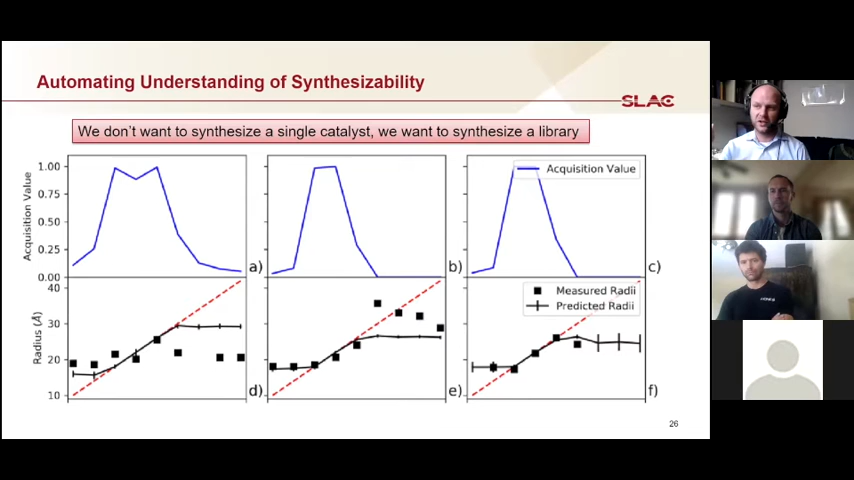 Automating Understanding of Synthesizability
SLAC
We don't want to synthesize a single catalyst, we want to synthesize a library
Acquisition Value
1.00
0.75
0.50
0.25
0.00
a)
b)
Acquisition Value
c)
Radius (Å)
40
30
20
10
d)
e)
Measured Radii
Predicted Radii
f)
26